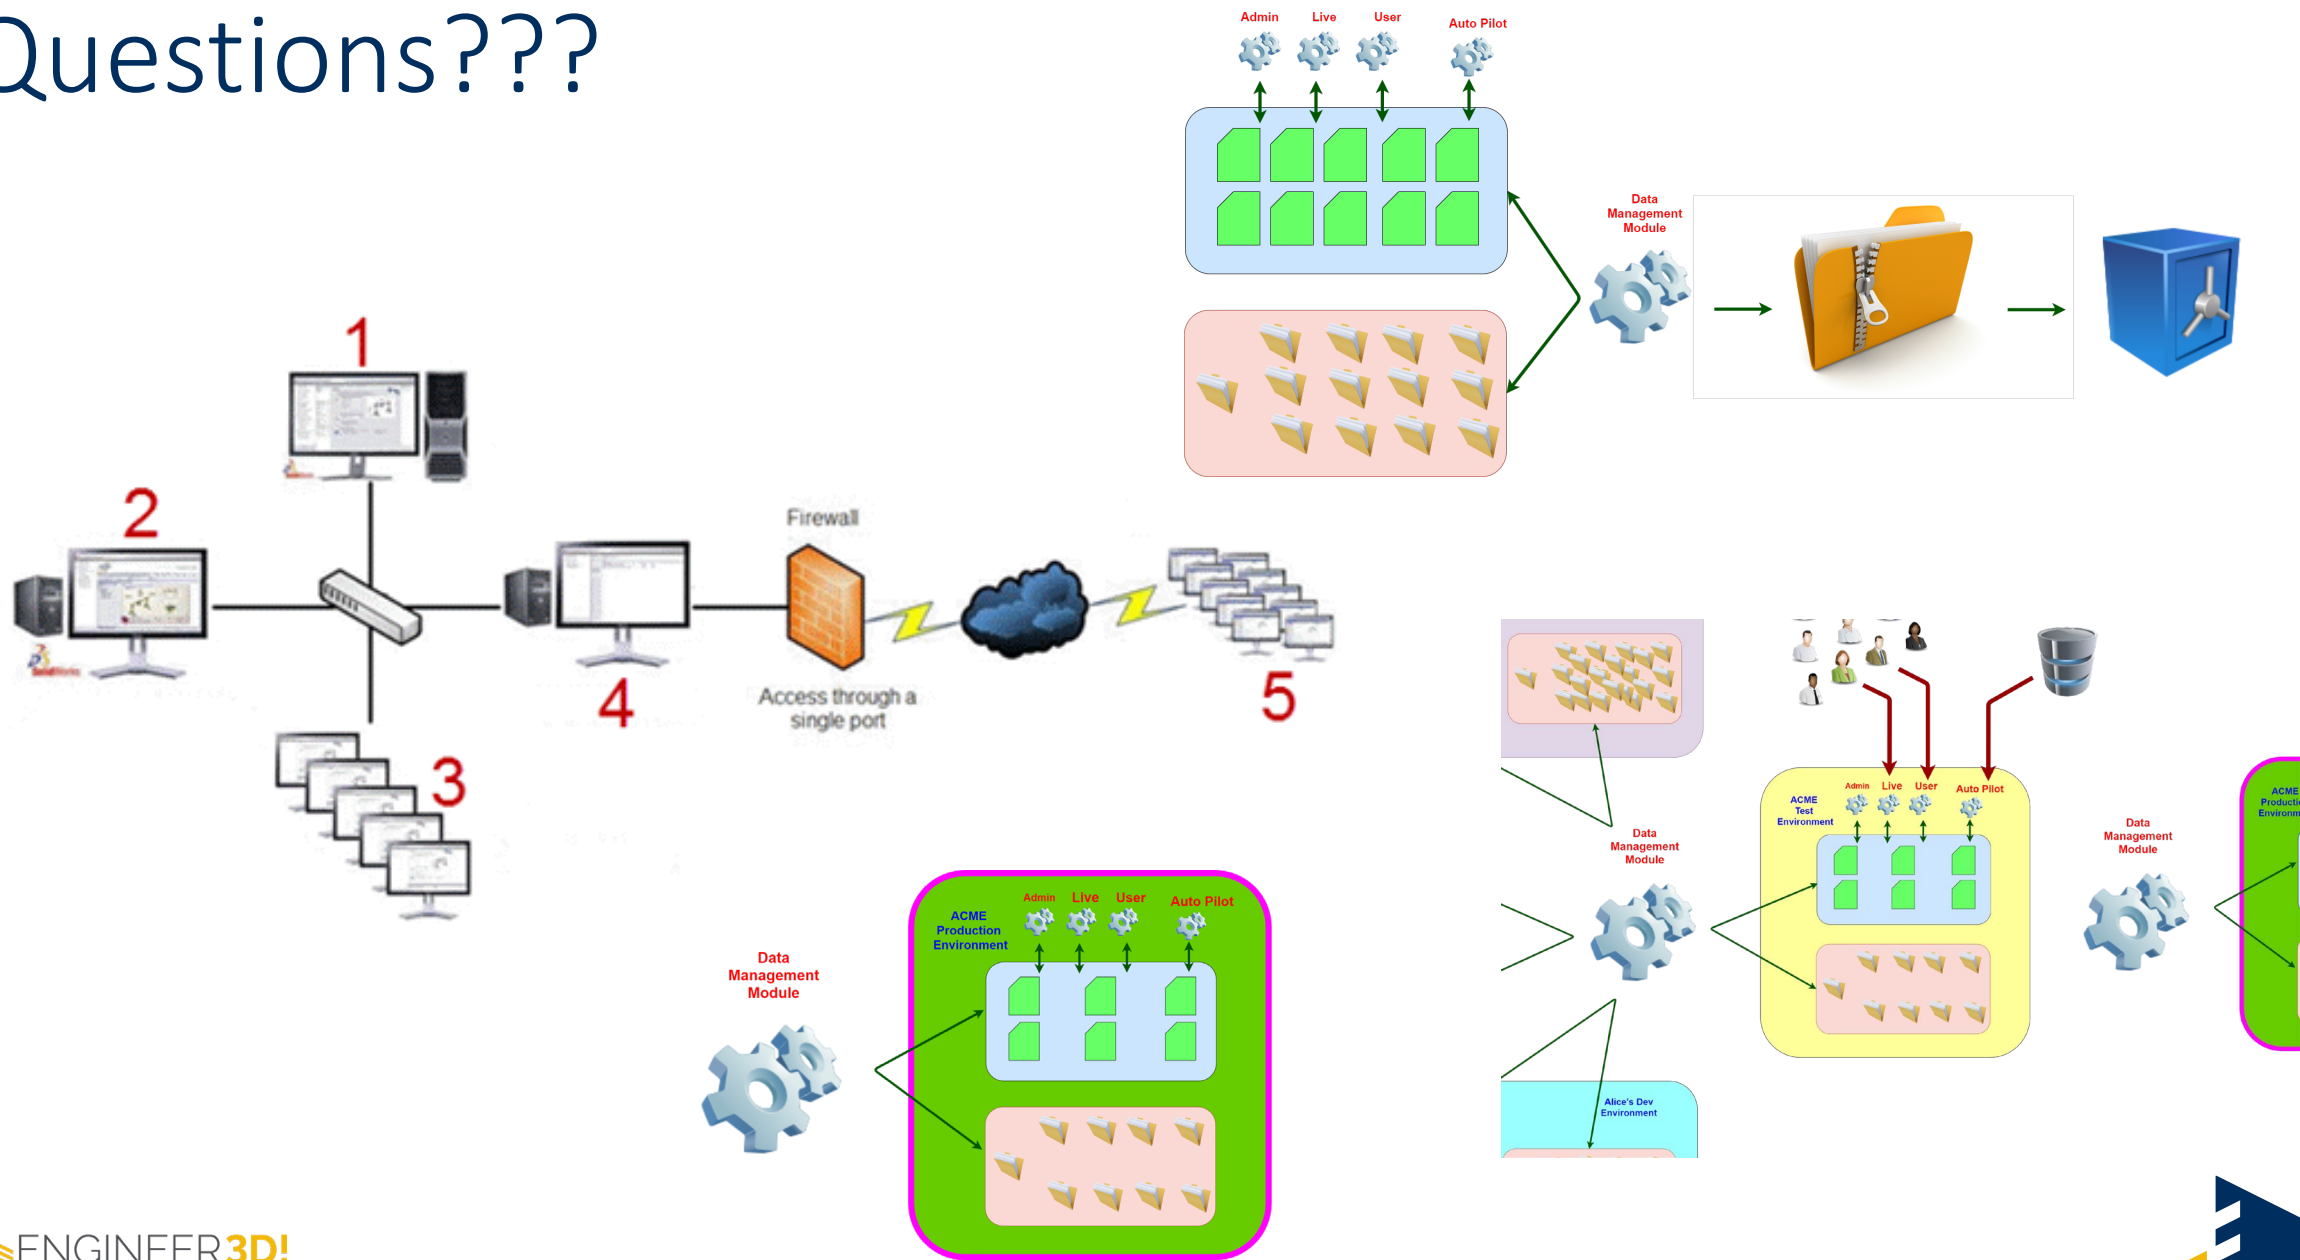 Questions???
Admin Live User Auto Pilot
Data
Management
Module
1
2
3
4
5
Firewall
Access through a
single port
SolidWorks
Data
Management
Module
ACME
Production
Environment
Admin Live User Auto Pilot
Data
Management
Module
ACME
Test
Environment
Admin Live User Auto Pilot
Alice's Dev
Environment
Data
Management
Module
ACME
ENGINEER3D!